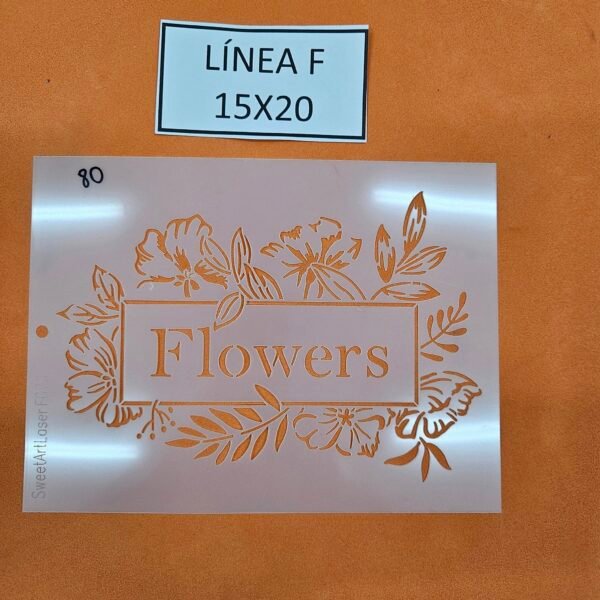 LÍNEA F
15X20
80
Flowers
SweetArtLaser